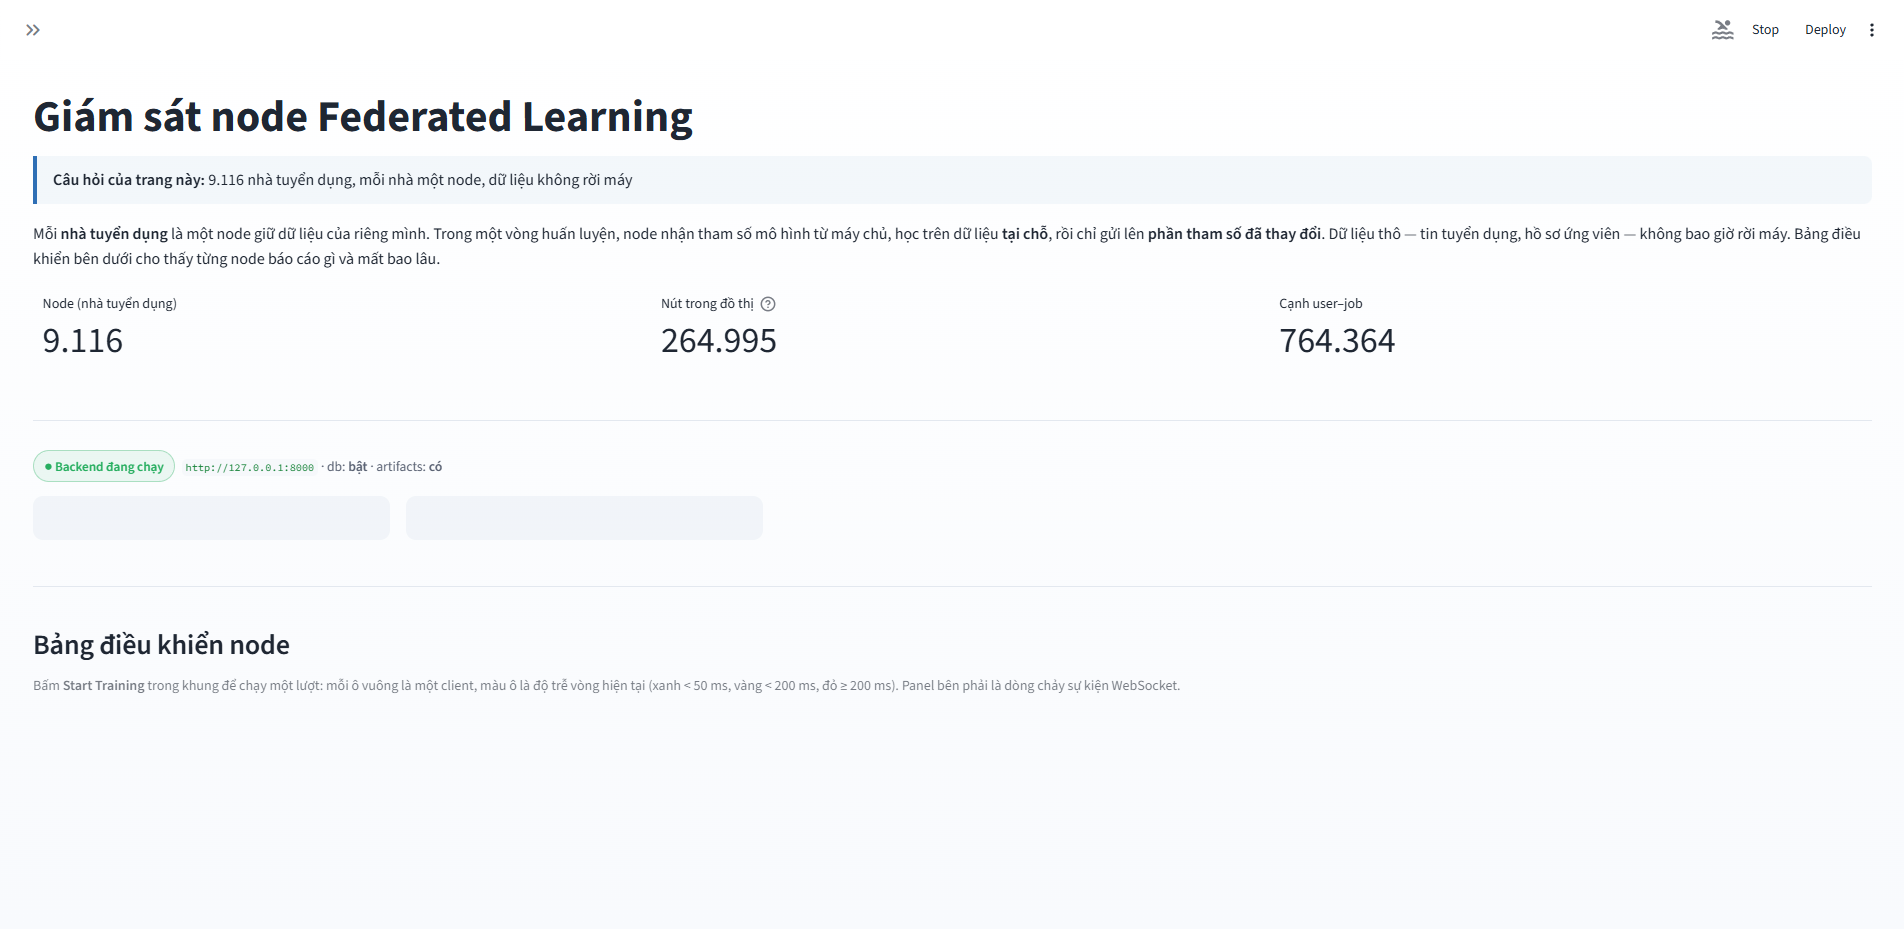 Stop
Deploy
Giám sát node Federated Learning
Câu hỏi của trang này: 9.116 nhà tuyển dụng, mỗi nhà một node, dữ liệu không rời máy
Mỗi nhà tuyển dụng là một node giữ dữ liệu của riêng mình. Trong một vòng huấn luyện, node nhận tham số mô hình từ máy chủ, học trên dữ liệu tại chỗ, rồi chỉ gửi lên phần tham số đã thay đổi. Dữ liệu thô — tin tuyển dụng, hồ sơ ứng viên — không bao giờ rời máy. Bảng điều
khiển bên dưới cho thấy từng node báo cáo gì và mất bao lâu.
Node (nhà tuyển dụng)
9.116
Nút trong đồ thị
264.995
Cạnh user–job
764.364
Backend đang chạy http://127.0.0.1:8000 · db: bật · artifacts: có
Bảng điều khiển node
Bấm Start Training trong khung để chạy một lượt: mỗi ô vuông là một client, màu ô là độ trễ vòng hiện tại (xanh < 50 ms, vàng < 200 ms, đỏ ≥ 200 ms). Panel bên phải là dòng chảy sự kiện WebSocket.